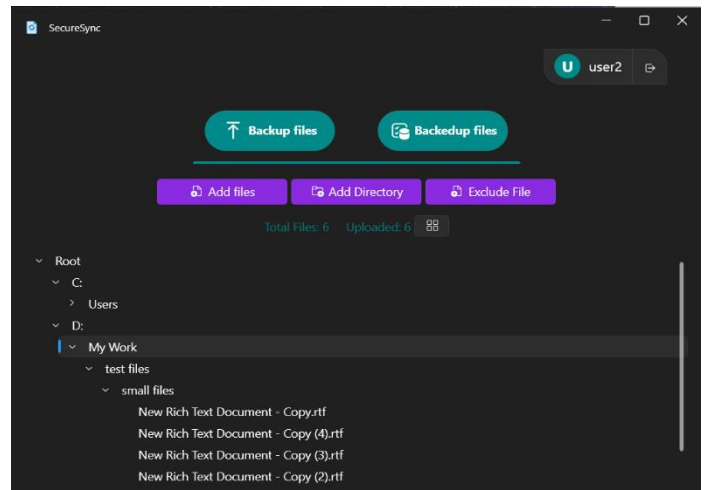 SecureSync
U user2
Backup files Backedup files
Add files Add Directory Exclude File
Total Files: 6 Uploaded: 6
Root
C:
Users
D:
My Work
test files
small files
New Rich Text Document - Copy.rtf
New Rich Text Document - Copy (4).rtf
New Rich Text Document - Copy (3).rtf
New Rich Text Document - Copy (2).rtf